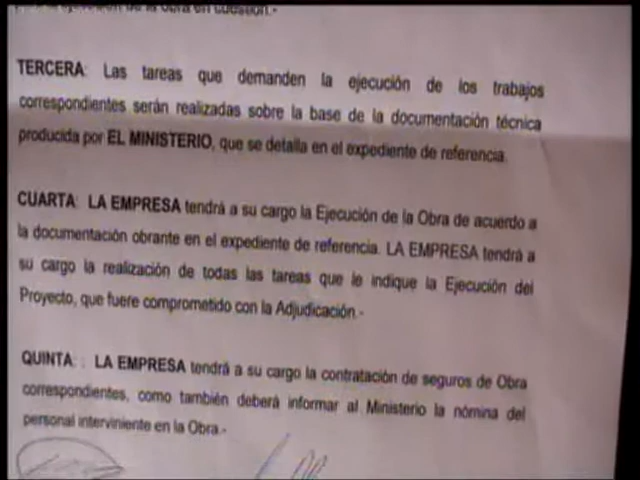 de la obra en cuestión.-
TERCERA: Las tareas que demanden la ejecución de los trabajos
correspondientes serán realizadas sobre la base de la documentación técnica
producida por EL MINISTERIO, que se detalla en el expediente de referencia.
CUARTA: LA EMPRESA tendrá a su cargo la Ejecución de la Obra de acuerdo a
la documentación obrante en el expediente de referencia. LA EMPRESA tendrá a
su cargo la realización de todas las tareas que le indique la Ejecución del
Proyecto, que fuere comprometido con la Adjudicación.-
QUINTA: . LA EMPRESA tendrá a su cargo la contratación de seguros de Obra
correspondientes, como también deberá informar al Ministerio la nómina del
personal interviniente en la Obra.-